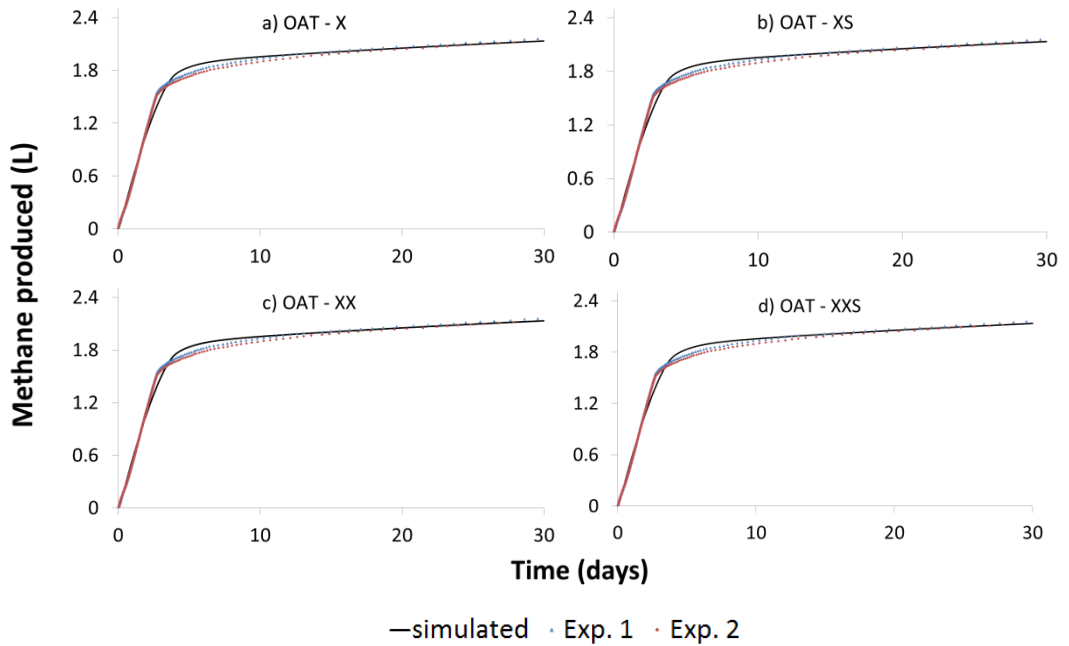 Methane produced (L)
a) OAT - X
2.4
1.8
1.2
0.6
0
0 10 20 30
b) OAT - XS
2.4
1.8
1.2
0.6
0
0 10 20 30
c) OAT - XX
2.4
1.8
1.2
0.6
0
0 10 20 30
d) OAT - XXS
2.4
1.8
1.2
0.6
0
0 10 20 30
Time (days)
simulated Exp. 1 Exp. 2